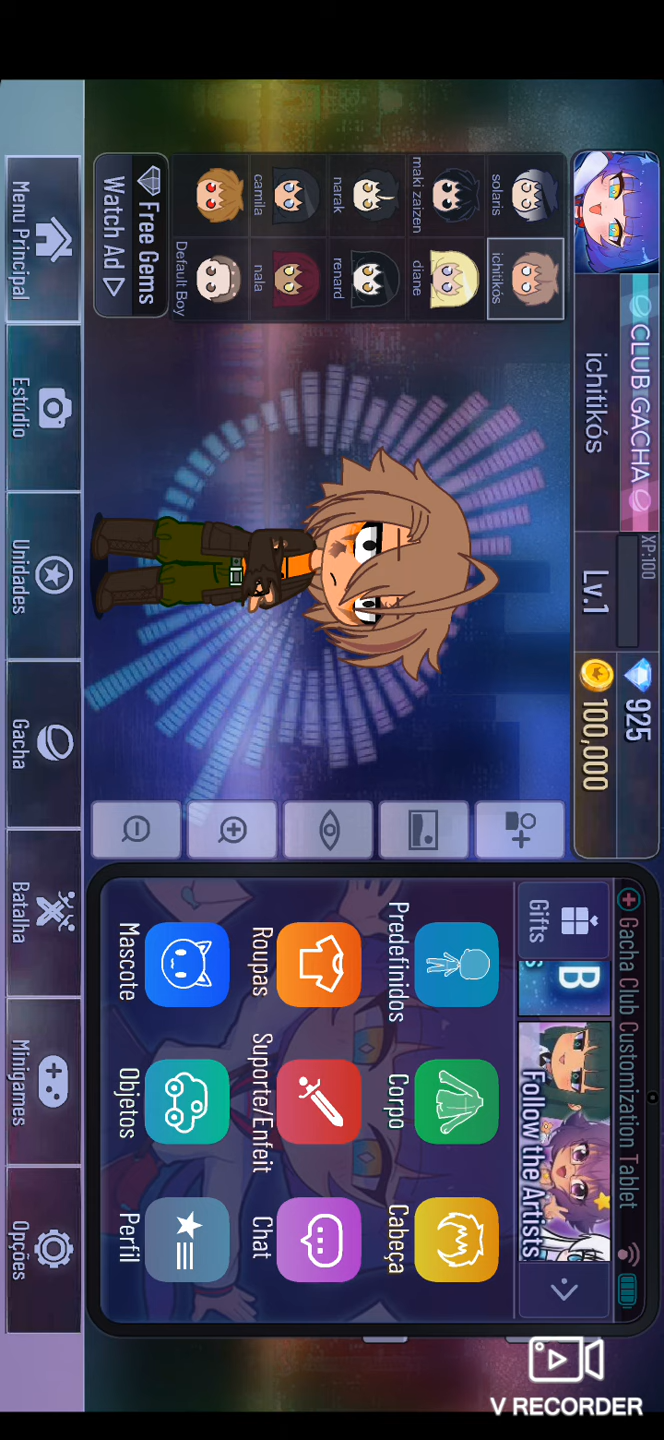 CLUB GACHA
ichitikós
XP:100
Lv.1
925
100,000
solaris
ichitikós
maki zaizen
diane
narak
renard
camila
nala
Default Boy
Free Gems
Watch Ad
Gacha Club Customization Tablet
Gifts
B
s
Follow the Artists
Predefinidos
Corpo
Cabeça
Roupas
Suporte/Enfeit
Chat
Mascote
Objetos
Perfil
Menu Principal
Estúdio
Unidades
Gacha
Batalha
Minigames
Opções
V RECORDER